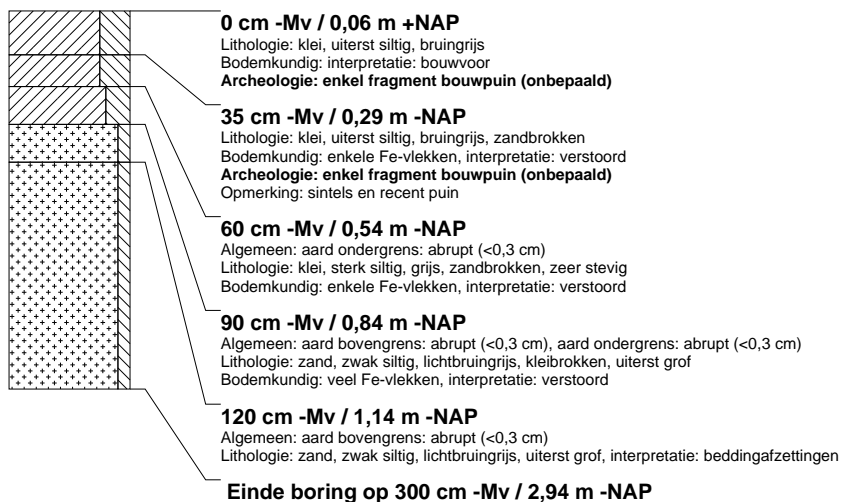 0 cm -Mv / 0,06 m +NAP
Lithologie: klei, uiterst siltig, bruingrijs
Bodemkundig: interpretatie: bouwvoor
Archeologie: enkel fragment bouwpuin (onbepaald)
35 cm -Mv / 0,29 m -NAP
Lithologie: klei, uiterst siltig, bruingrijs, zandbrokken
Bodemkundig: enkele Fe-vlekken, interpretatie: verstoord
Archeologie: enkel fragment bouwpuin (onbepaald)
Opmerking: sintels en recent puin
60 cm -Mv / 0,54 m -NAP
Algemeen: aard ondergrens: abrupt (<0,3 cm)
Lithologie: klei, sterk siltig, grijs, zandbrokken, zeer stevig
Bodemkundig: enkele Fe-vlekken, interpretatie: verstoord
90 cm -Mv / 0,84 m -NAP
Algemeen: aard bovengrens: abrupt (<0,3 cm), aard ondergrens: abrupt (<0,3 cm)
Lithologie: zand, zwak siltig, lichtbruingrijs, kleibrokken, uiterst grof
Bodemkundig: veel Fe-vlekken, interpretatie: verstoord
120 cm -Mv / 1,14 m -NAP
Algemeen: aard bovengrens: abrupt (<0,3 cm)
Lithologie: zand, zwak siltig, lichtbruingrijs, uiterst grof, interpretatie: beddingafzettingen
Einde boring op 300 cm -Mv / 2,94 m -NAP